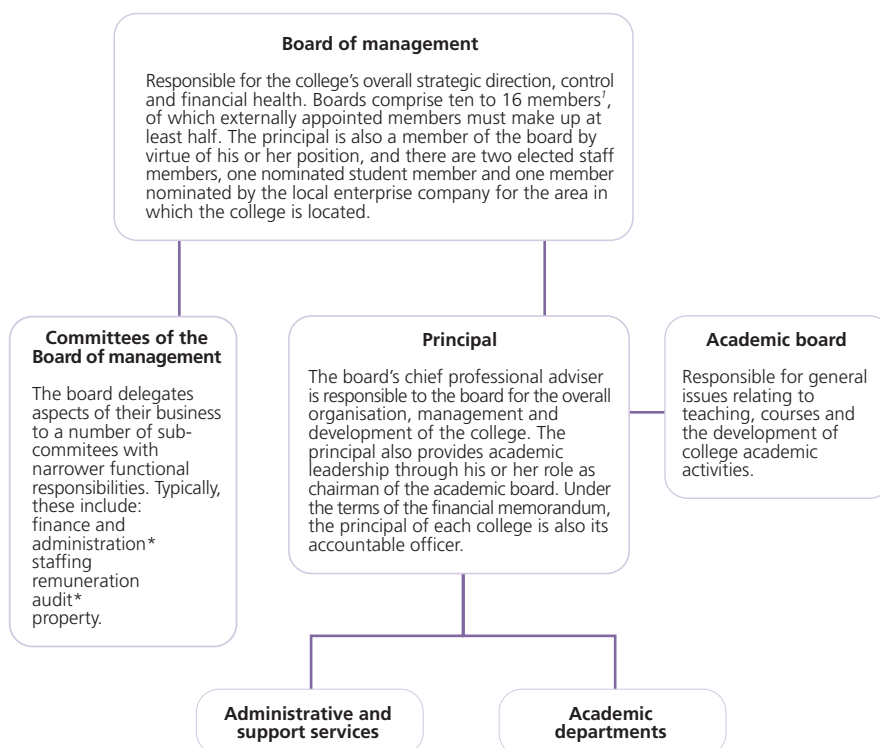 Board of management
Responsible for the college’s overall strategic direction, control
and financial health. Boards comprise ten to 16 members¹,
of which externally appointed members must make up at
least half. The principal is also a member of the board by
virtue of his or her position, and there are two elected staff
members, one nominated student member and one member
nominated by the local enterprise company for the area in
which the college is located.
Committees of the
Board of management
The board delegates
aspects of their business
to a number of sub-
commitees with
narrower functional
responsibilities. Typically,
these include:
finance and
administration*
staffing
remuneration
audit*
property.
Principal
The board’s chief professional adviser
is responsible to the board for the overall
organisation, management and
development of the college. The
principal also provides academic
leadership through his or her role as
chairman of the academic board. Under
the terms of the financial memorandum,
the principal of each college is also its
accountable officer.
Academic board
Responsible for general
issues relating to
teaching, courses and
the development of
college academic
activities.
Administrative and
support services
Academic
departments